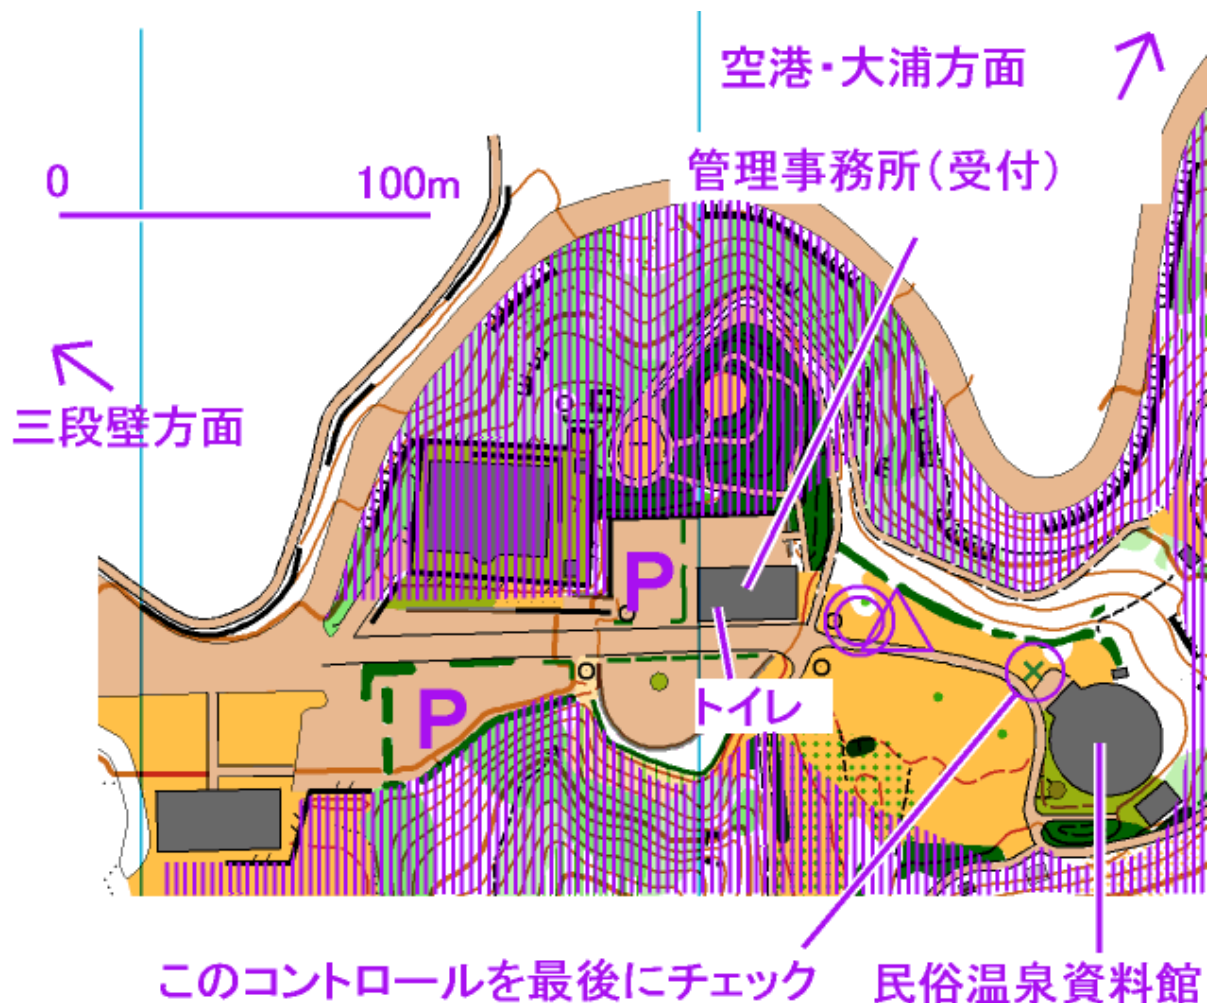 空港・大浦方面
管理事務所(受付)
0 100m
三段壁方面
P
P
トイレ
このコントロールを最後にチェック
民俗温泉資料館